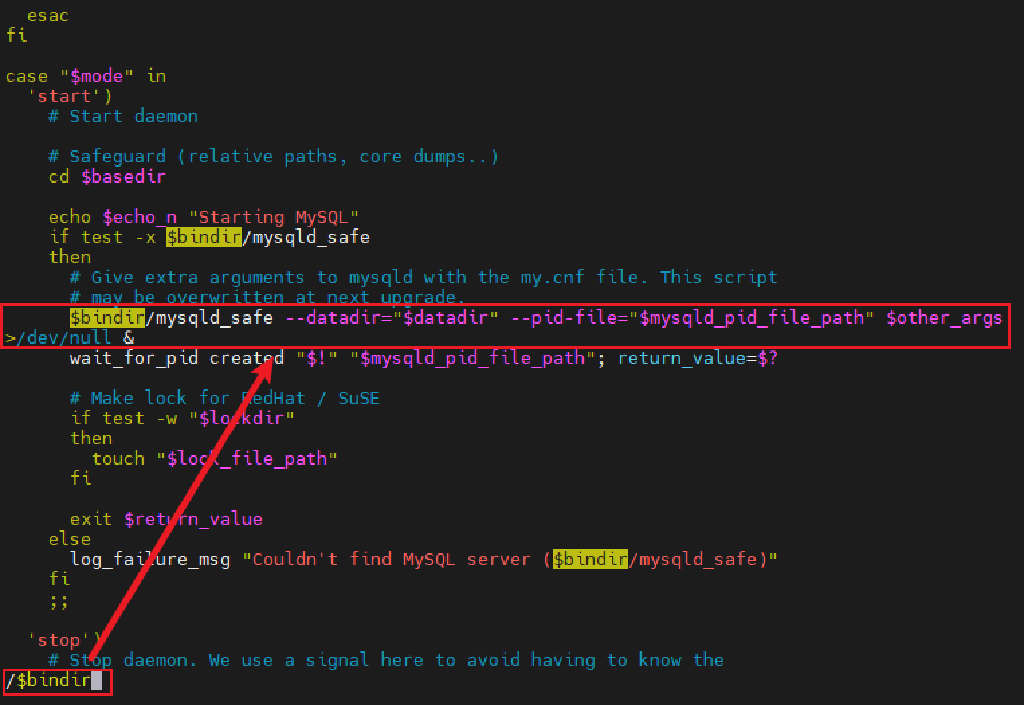 esac
fi

case "$mode" in
  'start')
    # Start daemon

    # Safeguard (relative paths, core dumps..)
    cd $basedir

    echo $echo_n "Starting MySQL"
    if test -x $bindir/mysqld_safe
    then
      # Give extra arguments to mysqld with the my.cnf file. This script
      # may be overwritten at next upgrade.
      $bindir/mysqld_safe --datadir="$datadir" --pid-file="$mysqld_pid_file_path" $other_args
>/dev/null &
      wait_for_pid created "$!" "$mysqld_pid_file_path"; return_value=$?

      # Make lock for RedHat / SuSE
      if test -w "$lockdir"
      then
        touch "$lock_file_path"
      fi

      exit $return_value
    else
      log_failure_msg "Couldn't find MySQL server ($bindir/mysqld_safe)"
    fi
    ;;

  'stop')
    # Stop daemon. We use a signal here to avoid having to know the
/$bindir